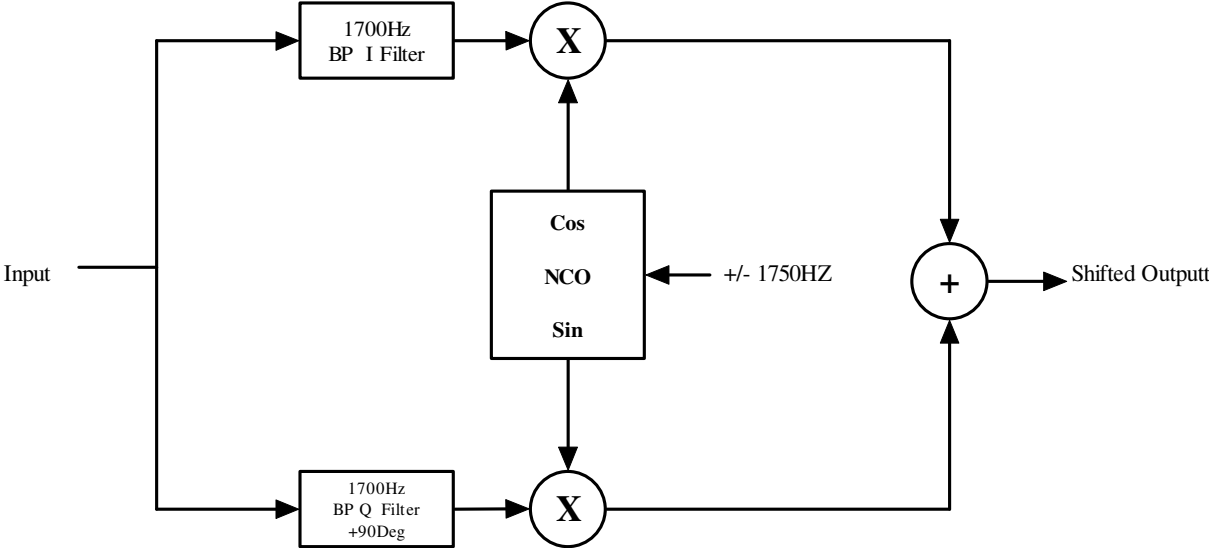 1700Hz
BP I Filter
X
Cos
NCO
Sin
Input
+/- 1750HZ
+
Shifted Outputt
1700Hz
BP Q Filter
+90Deg
X